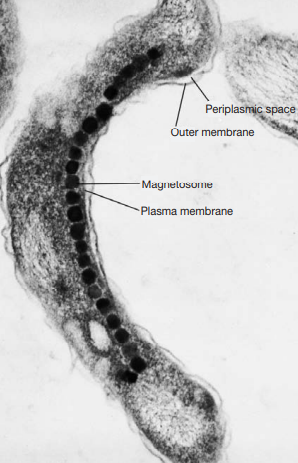 Periplasmic space
Outer membrane
Magnetosome
Plasma membrane